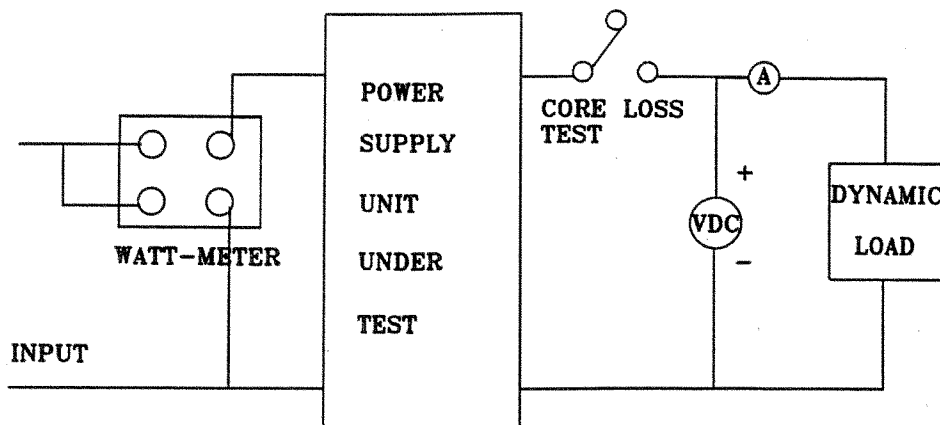 POWER
SUPPLY
UNIT
UNDER
TEST
CORE LOSS
TEST
A
+
VDC
-
DYNAMIC
LOAD
WATT-METER
INPUT